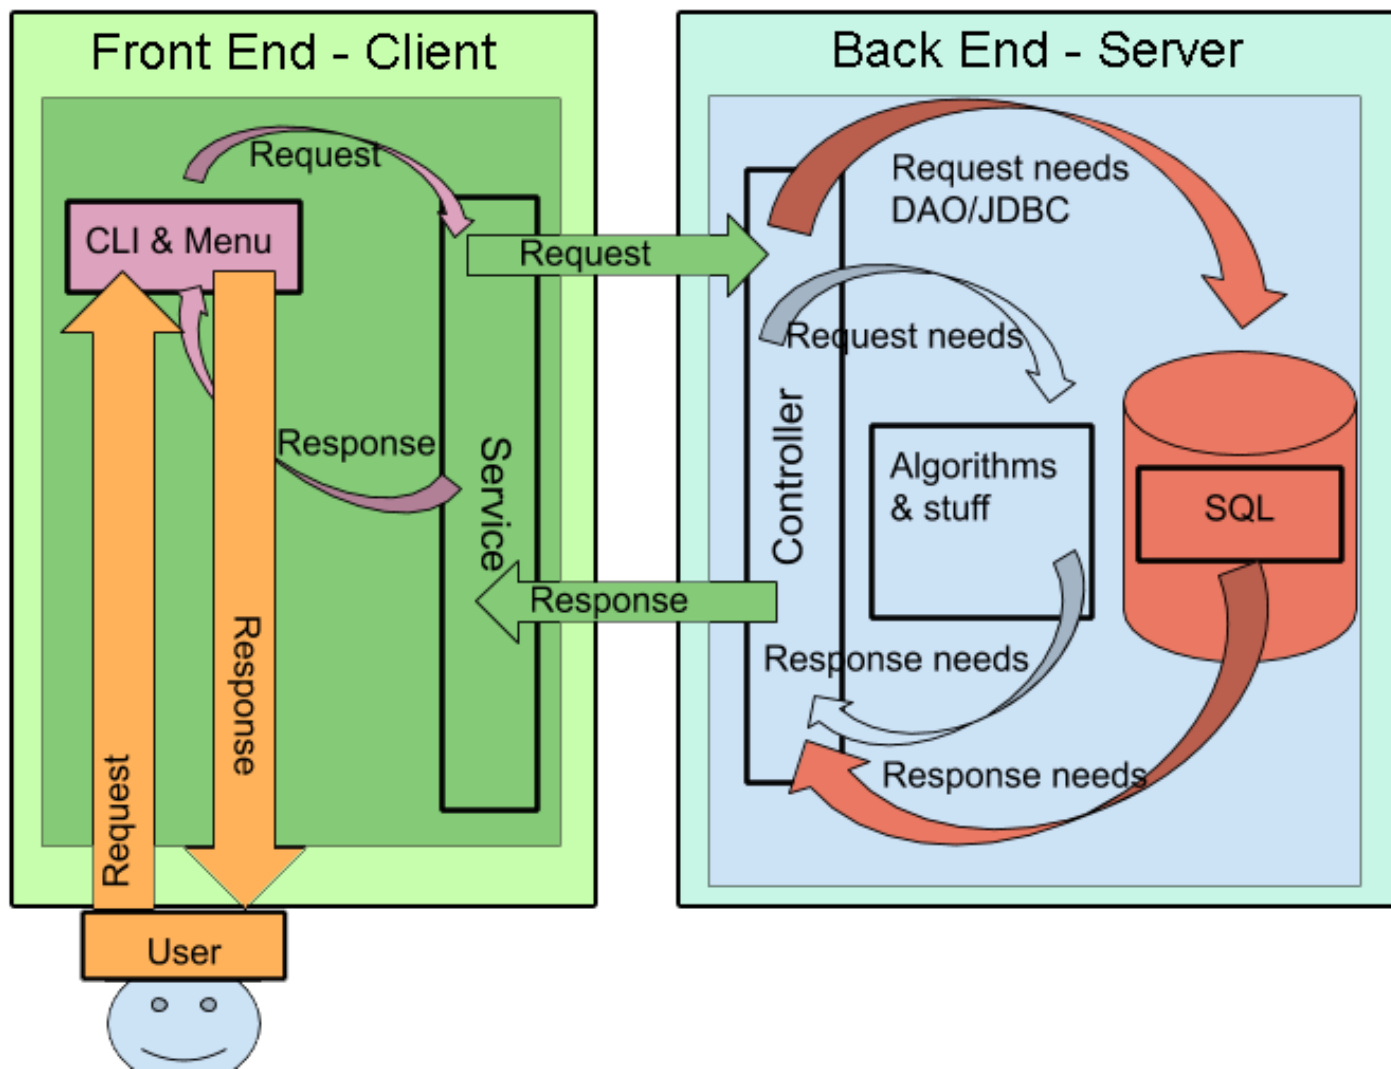 Front End - Client
Request
CLI & Menu
Response
Service
Response
Request
User
Request
Response
Back End - Server
Request needs
DAO/JDBC
Request needs
Controller
Algorithms
& stuff
SQL
Response needs
Response needs